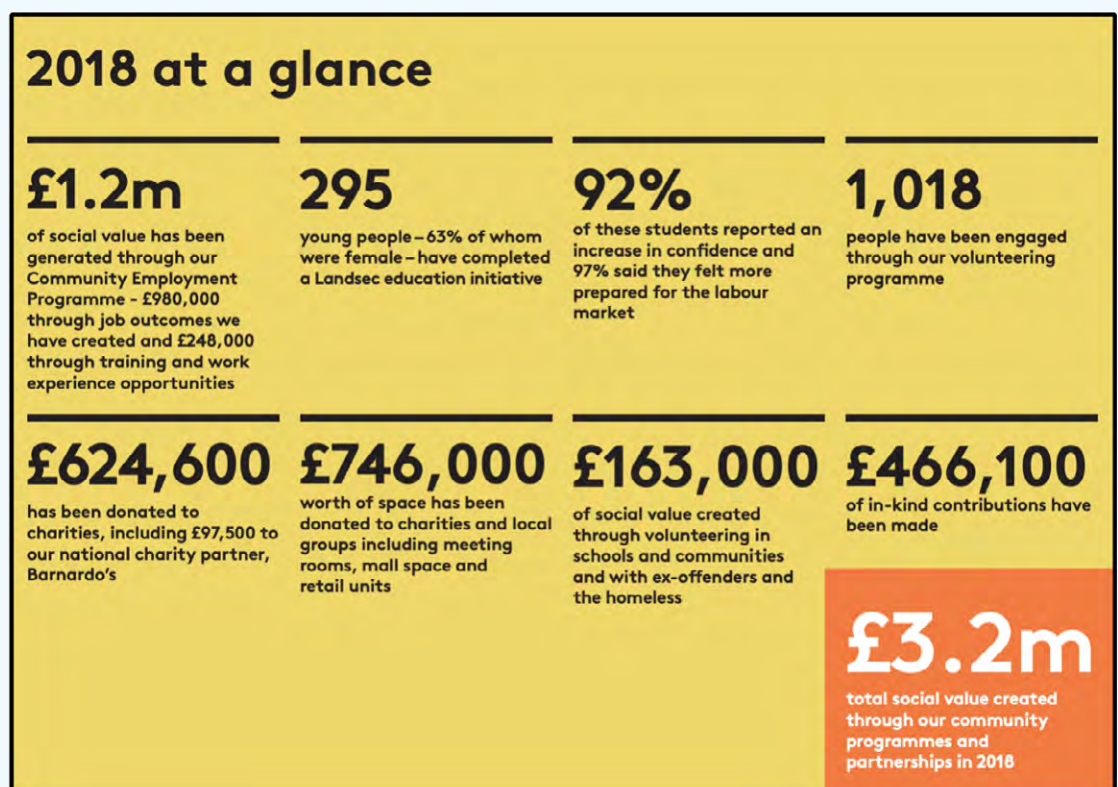 2018 at a glance
£1.2m
of social value has been
generated through our
Community Employment
Programme - £980,000
through job outcomes we
have created and £248,000
through training and work
experience opportunities
295
young people – 63% of whom
were female – have completed
a Landsec education initiative
92%
of these students reported an
increase in confidence and
97% said they felt more
prepared for the labour
market
1,018
people have been engaged
through our volunteering
programme
£624,600
has been donated to
charities, including £97,500 to
our national charity partner,
Barnardo’s
£746,000
worth of space has been
donated to charities and local
groups including meeting
rooms, mall space and
retail units
£163,000
of social value created
through volunteering in
schools and communities
and with ex-offenders and
the homeless
£466,100
of in-kind contributions have
been made
£3.2m
total social value created
through our community
programmes and
partnerships in 2018